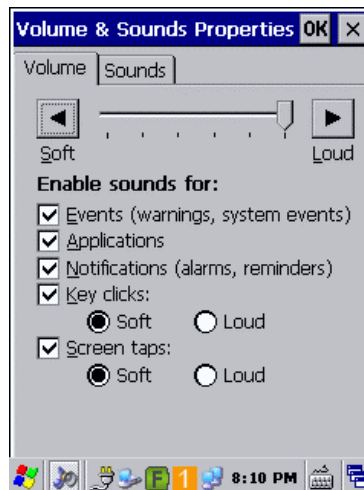 Volume & Sounds Properties OK ×
Volume Sounds
Soft Loud
Enable sounds for:
Events (warnings, system events)
Applications
Notifications (alarms, reminders)
Key clicks:
Soft Loud
Screen taps:
Soft Loud
F 1 8:10 PM